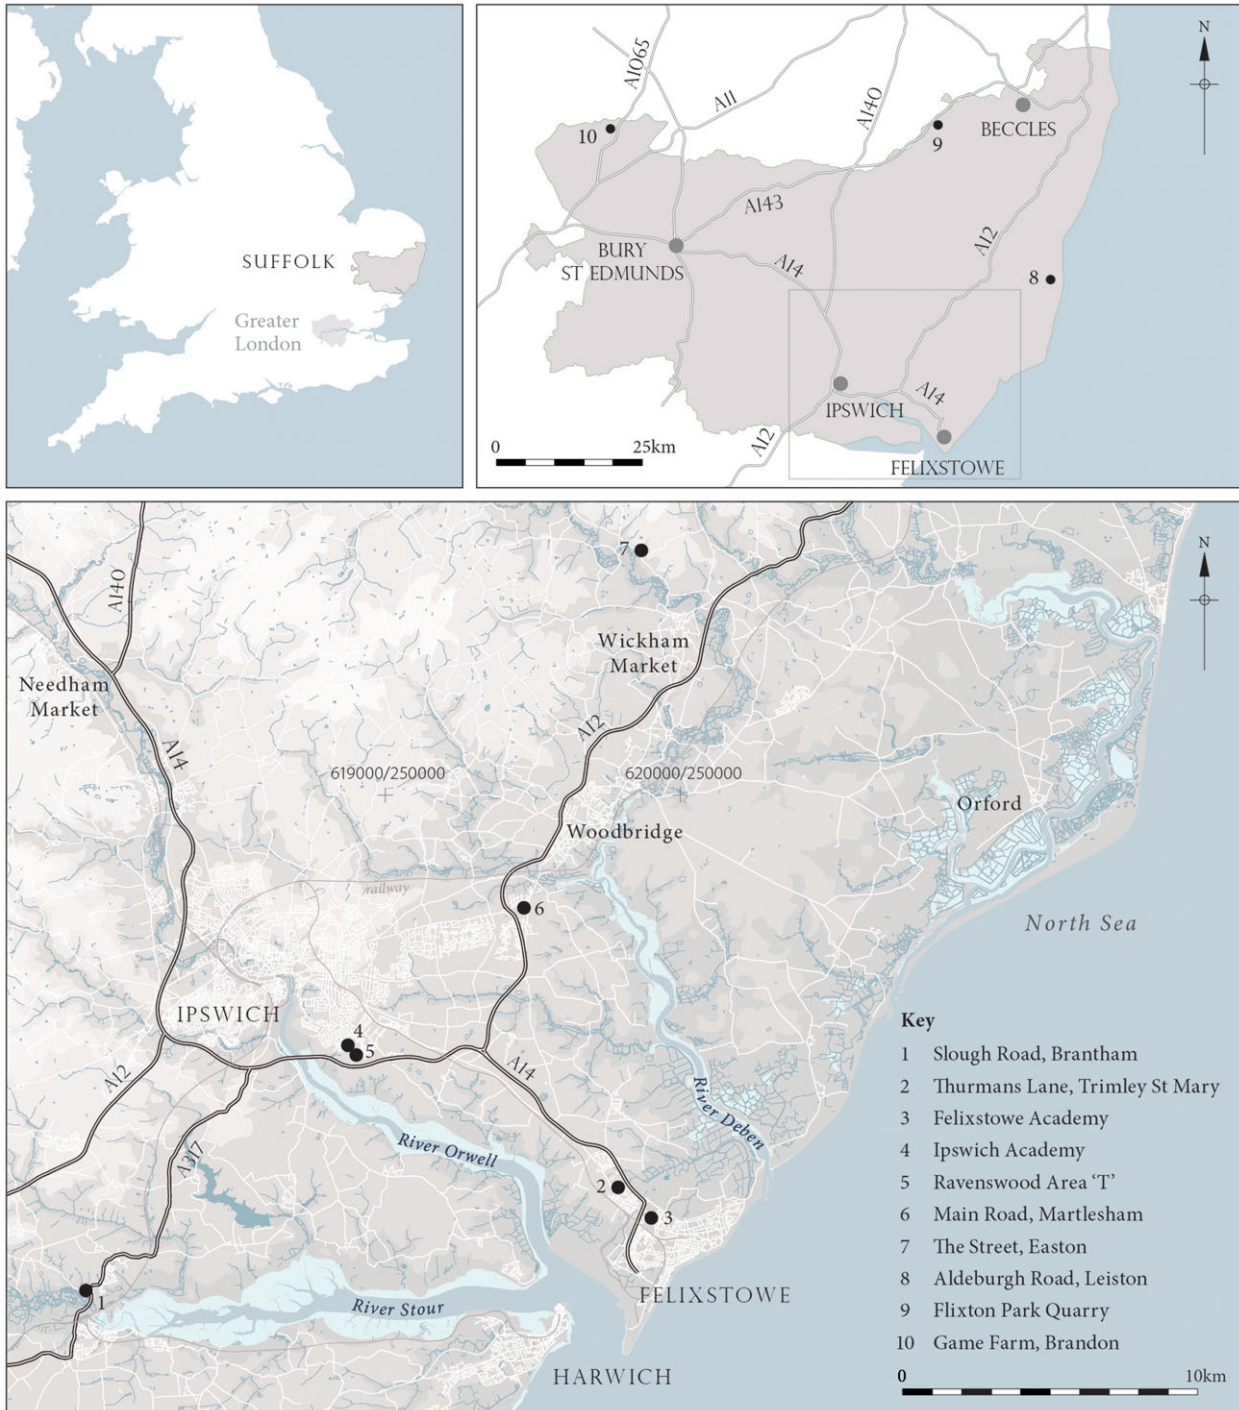 SUFFOLK
Greater
London
N
A1065
A11
A140
10
9
BECCLES
A143
A12
BURY
ST EDMUNDS
A14
8
IPSWICH
A14
A12
0 25km
FELIXSTOWE
N
7
A140
Wickham
Market
Needham
Market
A12
A14
619000/250000
620000/250000
Orford
Woodbridge
railway
6
North Sea
IPSWICH
4
5
A14
A12
River Deben
River Orwell
A317
2
3
1
River Stour
FELIXSTOWE
HARWICH
Key
1 Slough Road, Brantham
2 Thurmans Lane, Trimley St Mary
3 Felixstowe Academy
4 Ipswich Academy
5 Ravenswood Area ‘T’
6 Main Road, Martlesham
7 The Street, Easton
8 Aldeburgh Road, Leiston
9 Flixton Park Quarry
10 Game Farm, Brandon
0 10km